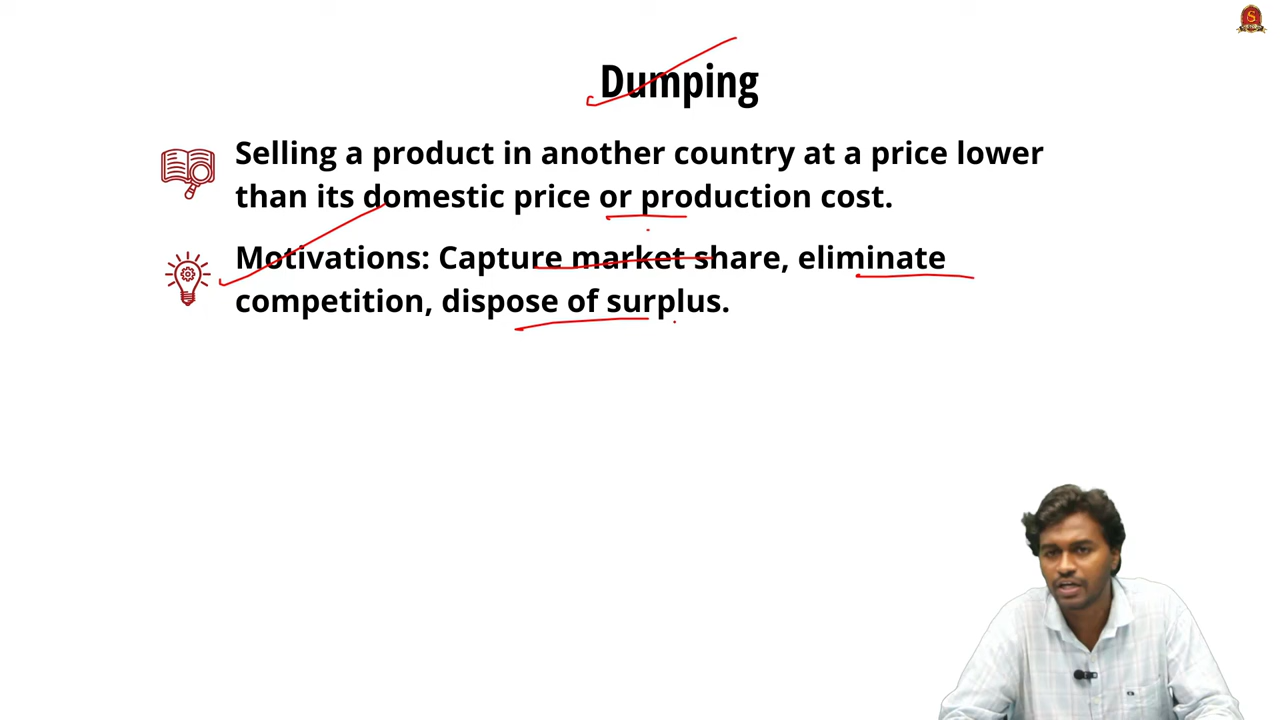 Dumping
Selling a product in another country at a price lower
than its domestic price or production cost.
Motivations: Capture market share, eliminate
competition, dispose of surplus.